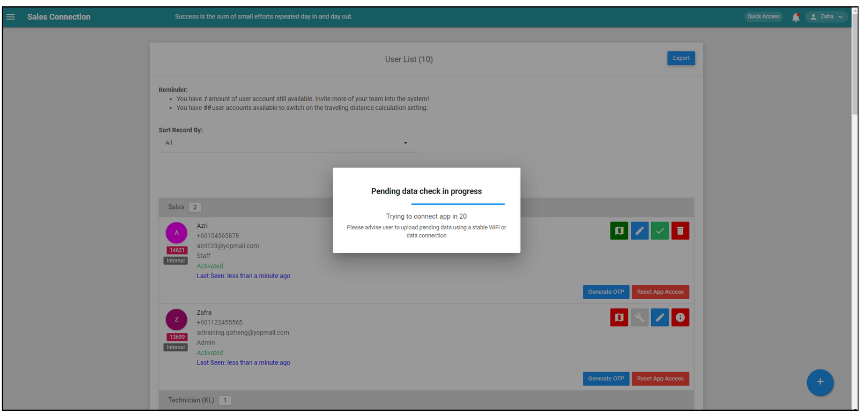 Sales Connection
Success is the sum of small efforts repeated day in and day out.
Quick Access
Zafra
User List (10)
Export
Reminder:
You have 1 amount of user account still available. Invite more of your team into the system!
You have 99 user accounts available to switch on the traveling distance calculation setting.
Sort Record By:
All
Pending data check in progress
Trying to connect app in 20
Please advise user to upload pending data using a stable WiFi or
data connection
Sales 2
A
14621
Internal
Azri
+60134565878
azri123@yopmail.com
Staff
Activated
Last Seen: less than a minute ago
Generate OTP
Reset App Access
Z
13699
Internal
Zafra
+601122455565
sctraining.qizheng@yopmail.com
Admin
Activated
Last Seen: less than a minute ago
Generate OTP
Reset App Access
+
Technician (KL) 1